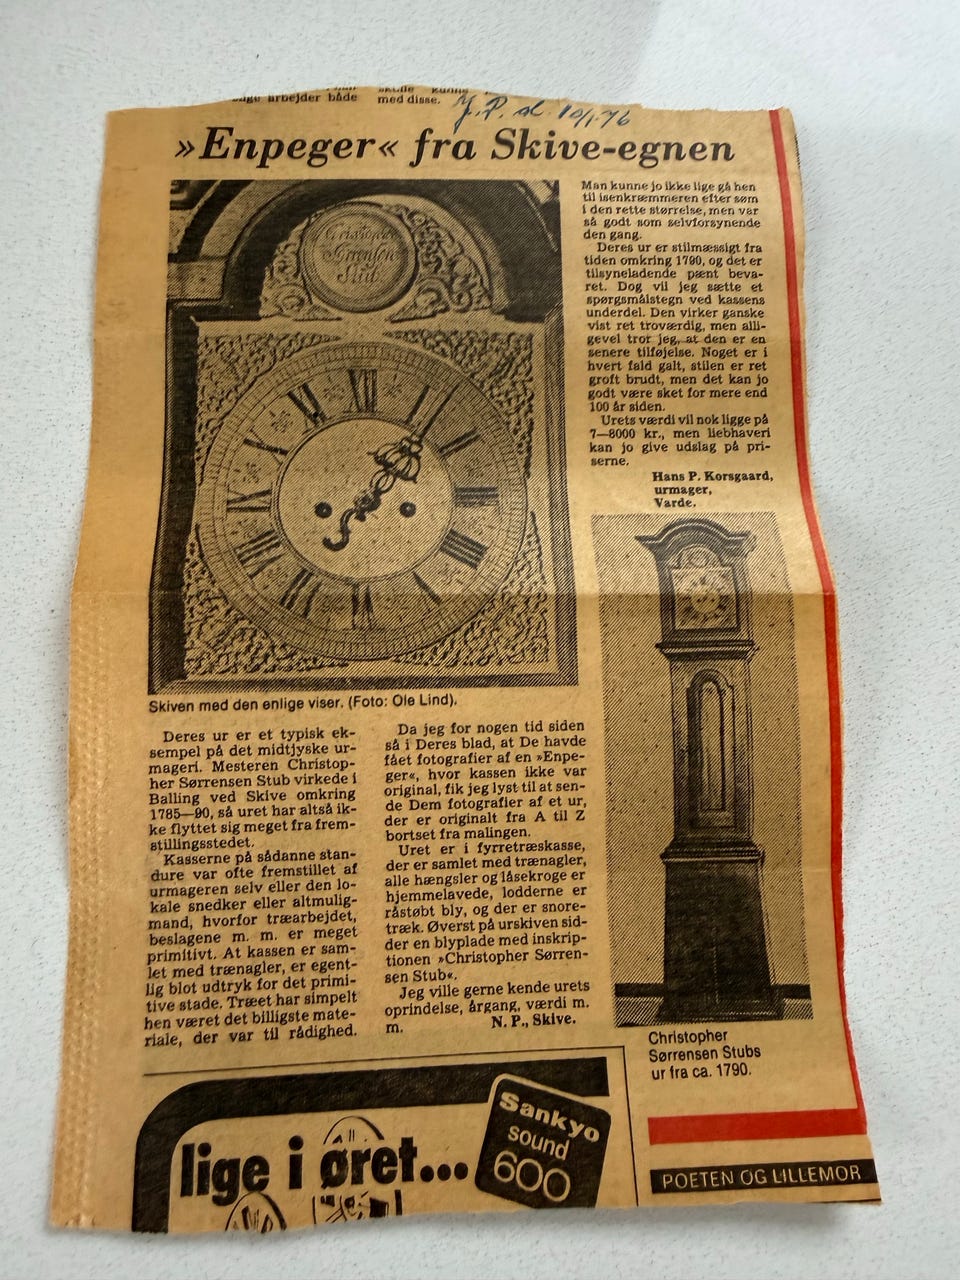 arbejder både
skulle kunne
med disse.
J. P. d. 10/1 76
»Enpeger« fra Skive-egnen
Christopher
Sørrensen
Stub
XII
I
II
III
IIII
V
VI
VII
VIII
IX
X
XI
Skiven med den enlige viser. (Foto: Ole Lind).
Deres ur er et typisk ek-
sempel på det midtjyske ur-
mageri. Mesteren Christop-
her Sørrensen Stub virkede i
Balling ved Skive omkring
1785—90, så uret har altså ik-
ke flyttet sig meget fra frem-
stillingsstedet.
Kasserne på sådanne stan-
dure var ofte fremstillet af
urmageren selv eller den lo-
kale snedker eller altmulig-
mand, hvorfor træarbejdet,
beslagene m. m. er meget
primitivt. At kassen er sam-
let med trænagler, er egent-
lig blot udtryk for det primi-
tive stade. Træet har simpelt
hen været det billigste mate-
riale, der var til rådighed.
Da jeg for nogen tid siden
så i Deres blad, at De havde
fået fotografier af en »Enpe-
ger«, hvor kassen ikke var
original, fik jeg lyst til at sen-
de Dem fotografier af et ur,
der er originalt fra A til Z
bortset fra malingen.
Uret er i fyrretræskasse,
der er samlet med trænagler,
alle hængsler og låsekroge er
hjemmelavede, lodderne er
råstøbt bly, og der er snore-
træk. Øverst på urskiven sid-
der en blyplade med inskrip-
tionen »Christopher Sørren-
sen Stub«.
Jeg ville gerne kende urets
oprindelse, årgang, værdi m.
m.
N. P., Skive.
Man kunne jo ikke lige gå hen
til isenkræmmeren efter søm
i den rette størrelse, men var
så godt som selvforsynende
den gang.
Deres ur er stilmæssigt fra
tiden omkring 1790, og det er
tilsyneladende pænt beva-
ret. Dog vil jeg sætte et
spørgsmålstegn ved kassens
underdel. Den virker ganske
vist ret troværdig, men alli-
gevel tror jeg, at den er en
senere tilføjelse. Noget er i
hvert fald galt, stilen er ret
groft brudt, men det kan jo
godt være sket for mere end
100 år siden.
Urets værdi vil nok ligge på
7—8000 kr., men liebhaveri
kan jo give udslag på pri-
serne.
Hans P. Korsgaard,
urmager,
Varde.
Christopher
Sørrensen Stubs
ur fra ca. 1790.
lige i øret...
Sankyo
sound
600
POETEN OG LILLEMOR